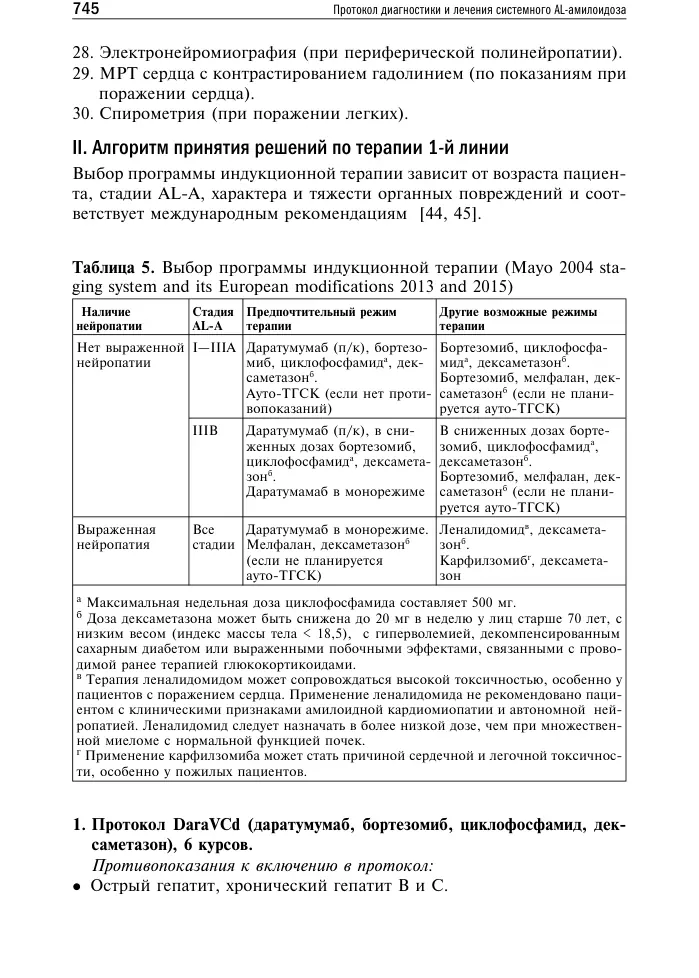 745
Протокол диагностики и лечения системного AL-амилоидоза
28. Электронейромиография (при периферической полинейропатии).
29. МРТ сердца с контрастированием гадолинием (по показаниям при
поражении сердца).
30. Спирометрия (при поражении легких).
II. Алгоритм принятия решений по терапии 1-й линии
Выбор программы индукционной терапии зависит от возраста пациен-
та, стадии AL-A, характера и тяжести органных повреждений и соот-
ветствует международным рекомендациям [44, 45].
Таблица 5. Выбор программы индукционной терапии (Mayo 2004 sta-
ging system and its European modifications 2013 and 2015)
Наличие
нейропатии
Стадия
AL-A
Предпочтительный режим
терапии
Другие возможные режимы
терапии
Нет выраженной
нейропатии
I—IIIA
Даратумумаб (п/к), бортезо-
миб, циклофосфамидᵃ, дек-
саметазонᵇ.
Ауто-ТГСК (если нет проти-
вопоказаний)
Бортезомиб, циклофосфа-
мидᵃ, дексаметазонᵇ.
Бортезомиб, мелфалан, дек-
саметазонᵇ (если не плани-
руется ауто-ТГСК)
IIIB
Даратумумаб (п/к), в сни-
женных дозах бортезомиб,
циклофосфамидᵃ, дексамета-
зонᵇ.
Даратумамаб в монорежиме
В сниженных дозах борте-
зомиб, циклофосфамидᵃ,
дексаметазонᵇ.
Бортезомиб, мелфалан, дек-
саметазонᵇ (если не плани-
руется ауто-ТГСК)
Выраженная
нейропатия
Все
стадии
Даратумумаб в монорежиме.
Мелфалан, дексаметазонᵇ
(если не планируется
ауто-ТГСК)
Леналидомидᵛ, дексамета-
зонᵇ.
Карфилзомибᵍ, дексамета-
зон
а Максимальная недельная доза циклофосфамида составляет 500 мг.
б Доза дексаметазона может быть снижена до 20 мг в неделю у лиц старше 70 лет, с
низким весом (индекс массы тела < 18,5), с гиперволемией, декомпенсированным
сахарным диабетом или выраженными побочными эффектами, связанными с прово-
димой ранее терапией глюкокортикоидами.
в Терапия леналидомидом может сопровождаться высокой токсичностью, особенно у
пациентов с поражением сердца. Применение леналидомида не рекомендовано паци-
ентом с клиническими признаками амилоидной кардиомиопатии и автономной ней-
ропатией. Леналидомид следует назначать в более низкой дозе, чем при множествен-
ной миеломе с нормальной функцией почек.
г Применение карфилзомиба может стать причиной сердечной и легочной токсичнос-
ти, особенно у пожилых пациентов.
1. Протокол DaraVCd (даратумумаб, бортезомиб, циклофосфамид, дек-
саметазон), 6 курсов.
Противопоказания к включению в протокол:
• Острый гепатит, хронический гепатит В и С.